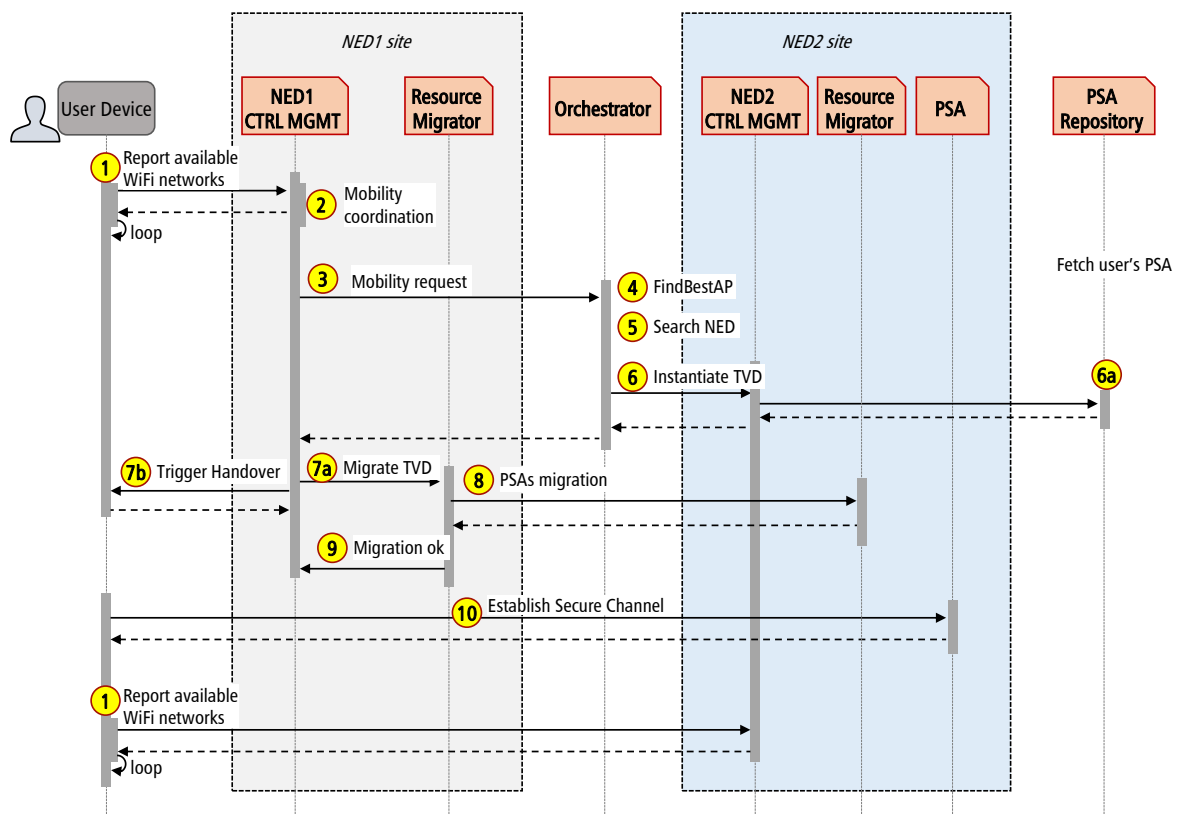 NED1 site
NED2 site
User Device
NED1
CTRL MGMT
Resource
Migrator
Orchestrator
NED2
CTRL MGMT
Resource
Migrator
PSA
PSA
Repository
1
Report available
WiFi networks
2
Mobility
coordination
loop
3
Mobility request
4
FindBestAP
Fetch user's PSA
5
Search NED
6
Instantiate TVD
6a
7b
Trigger Handover
7a
Migrate TVD
8
PSAs migration
9
Migration ok
10
Establish Secure Channel
1
Report available
WiFi networks
loop